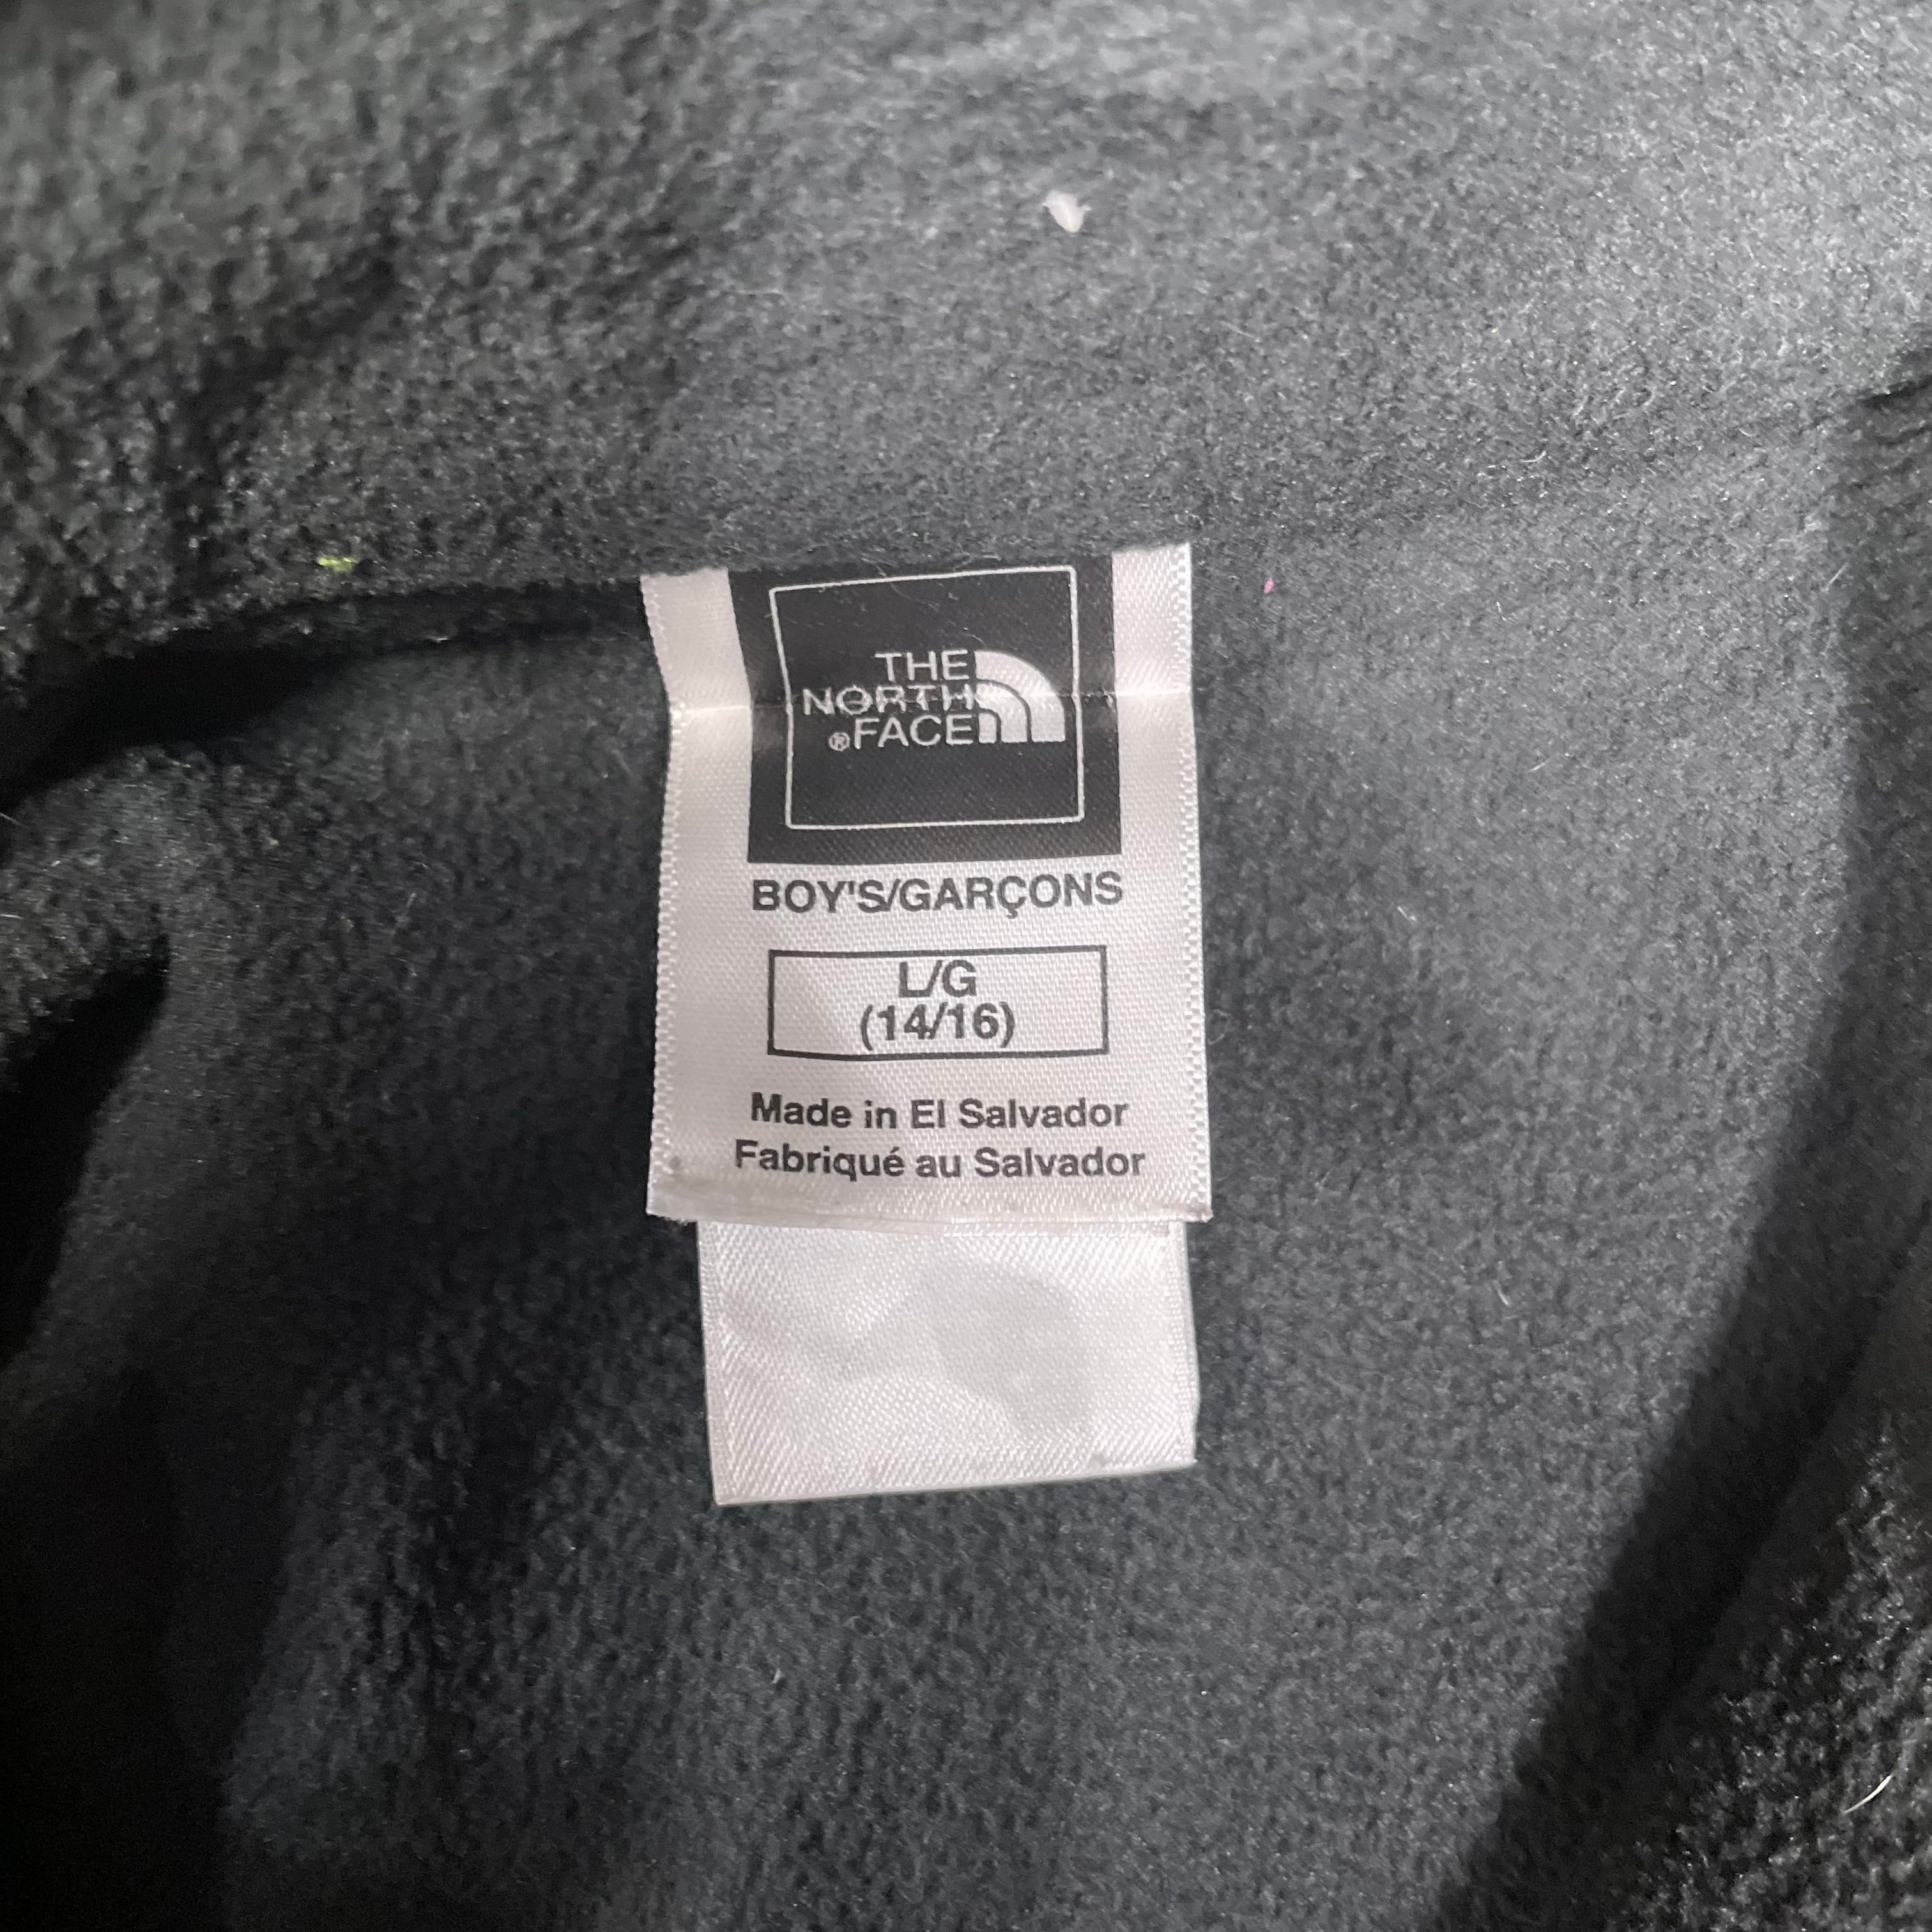 THE
NORTH
®FACE
BOY'S/GARÇONS
L/G
(14/16)
Made in El Salvador
Fabriqué au Salvador